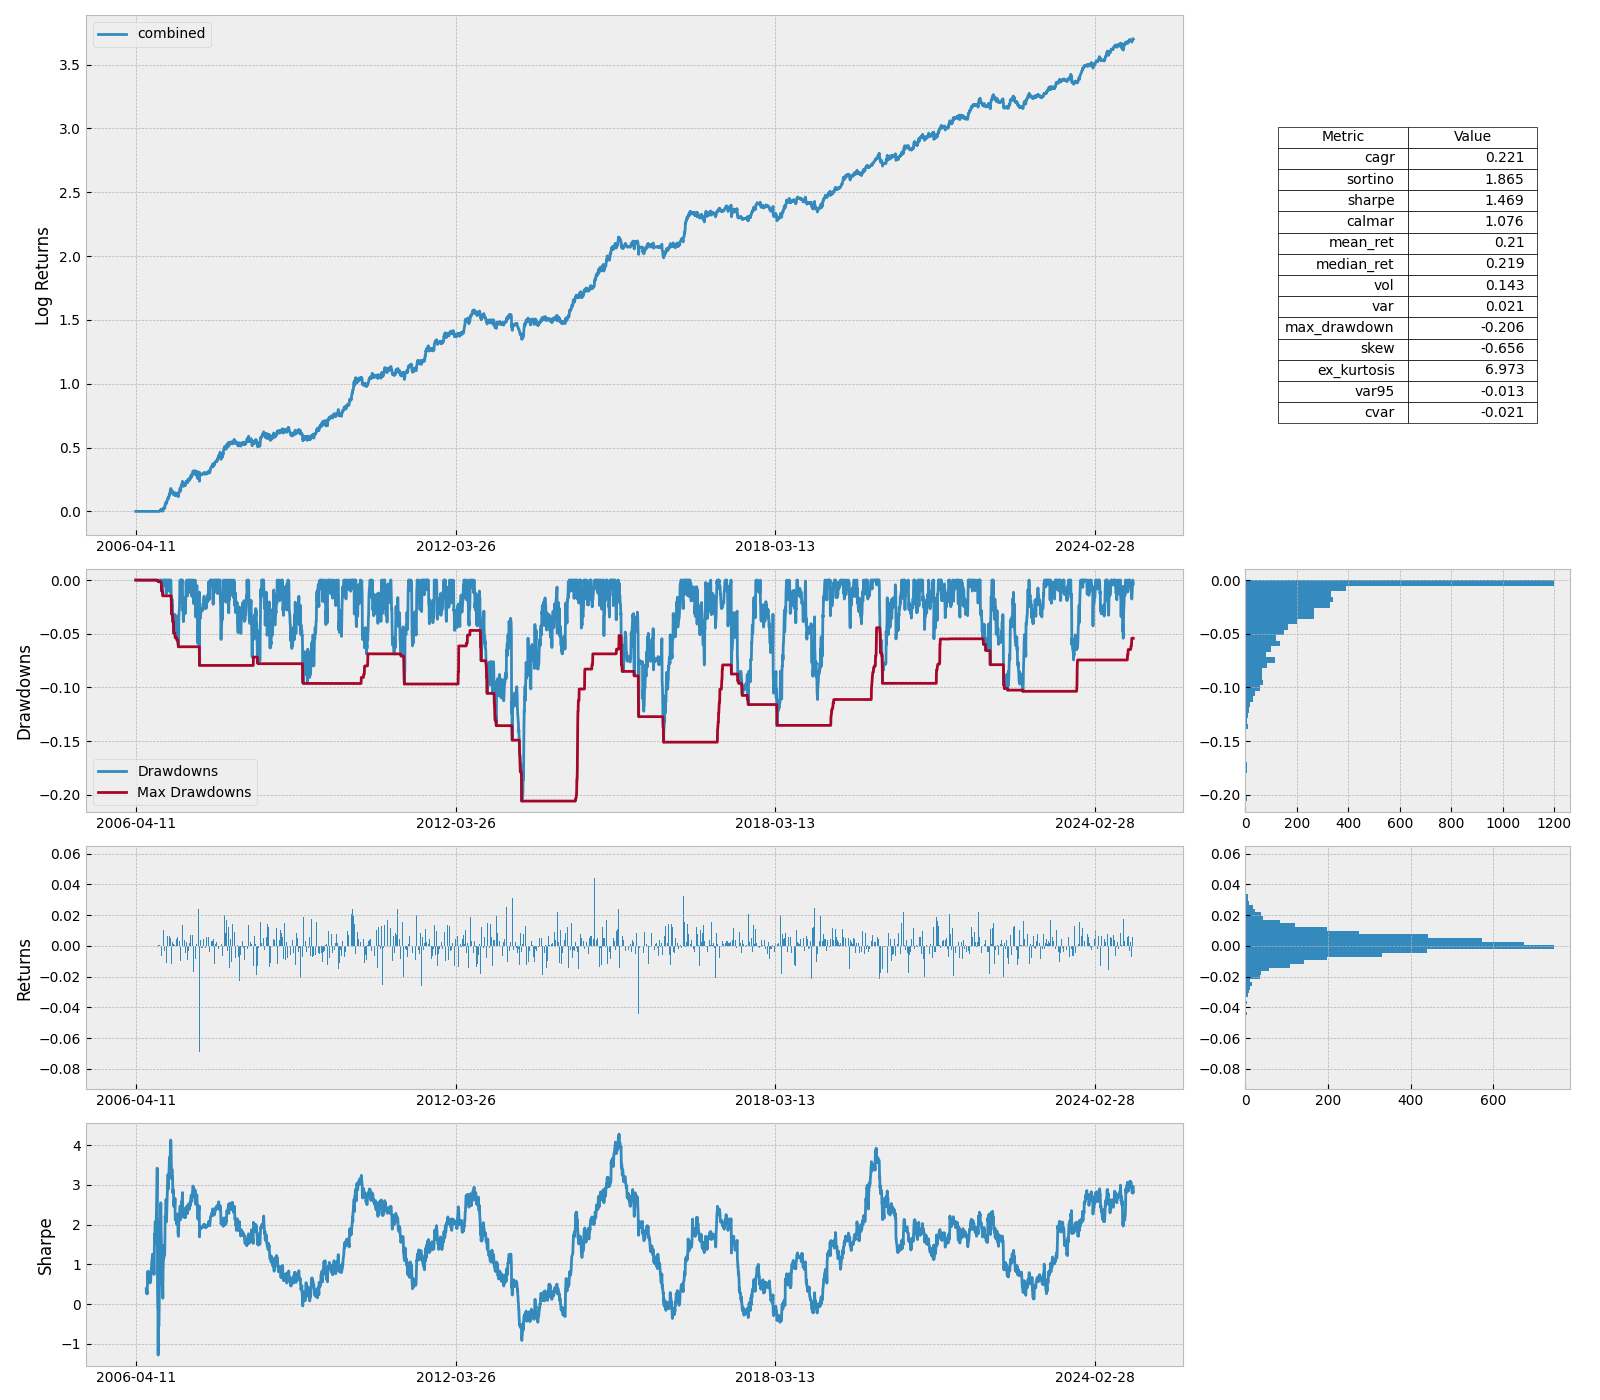 combined
Log Returns
3.5
3.0
2.5
2.0
1.5
1.0
0.5
0.0
2006-04-11 2012-03-26 2018-03-13 2024-02-28
Metric Value
cagr 0.221
sortino 1.865
sharpe 1.469
calmar 1.076
mean_ret 0.21
median_ret 0.219
vol 0.143
var 0.021
max_drawdown -0.206
skew -0.656
ex_kurtosis 6.973
var95 -0.013
cvar -0.021
Drawdowns
0.00
−0.05
−0.10
−0.15
−0.20
Drawdowns
Max Drawdowns
2006-04-11 2012-03-26 2018-03-13 2024-02-28
0.00
−0.05
−0.10
−0.15
−0.20
0 200 400 600 800 1000 1200
Returns
0.06
0.04
0.02
0.00
−0.02
−0.04
−0.06
−0.08
2006-04-11 2012-03-26 2018-03-13 2024-02-28
0.06
0.04
0.02
0.00
−0.02
−0.04
−0.06
−0.08
0 200 400 600
Sharpe
4
3
2
1
0
−1
2006-04-11 2012-03-26 2018-03-13 2024-02-28